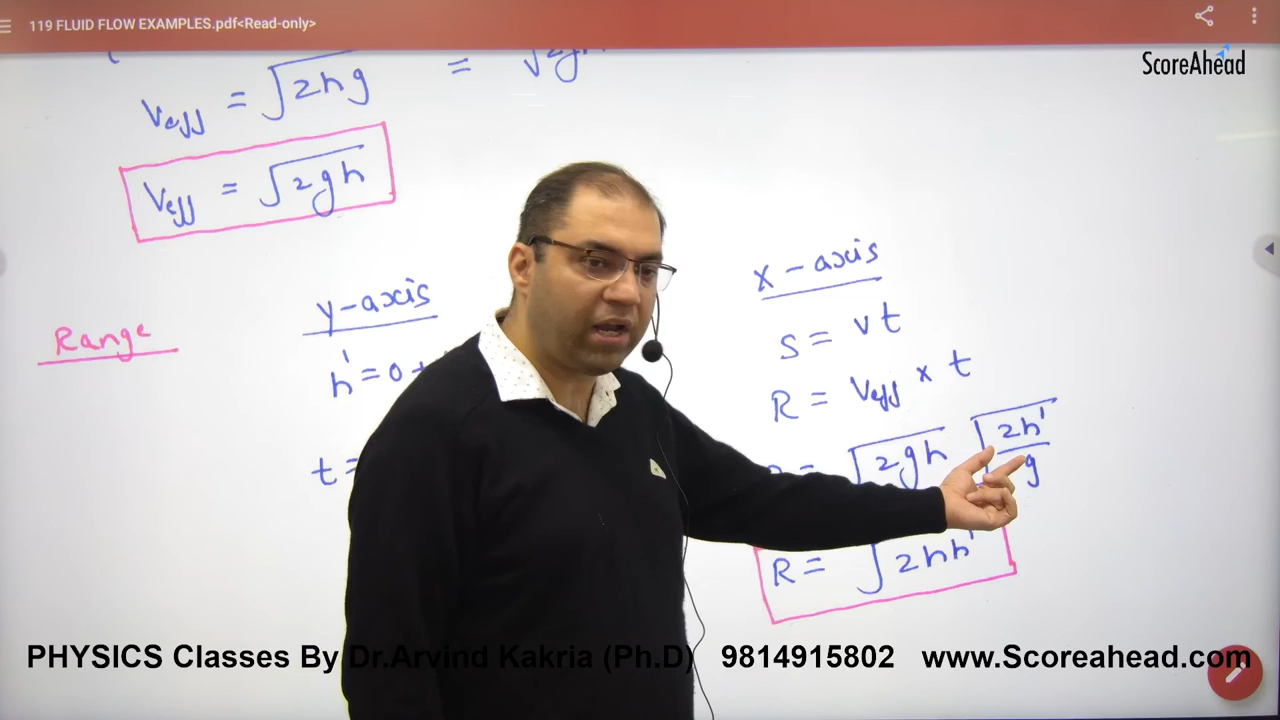 119 FLUID FLOW EXAMPLES.pdf<Read-only>
ScoreAhead
Veff = √2hg = √2gh
Veff = √2gh
Range
y-axis
h' = 0 +
t =
x-axis
S = vt
R = Veff × t
= √2gh √2h'/g
R = √2hh'
PHYSICS Classes By Dr.Arvind Kakria (Ph.D) 9814915802 www.Scoreahead.com